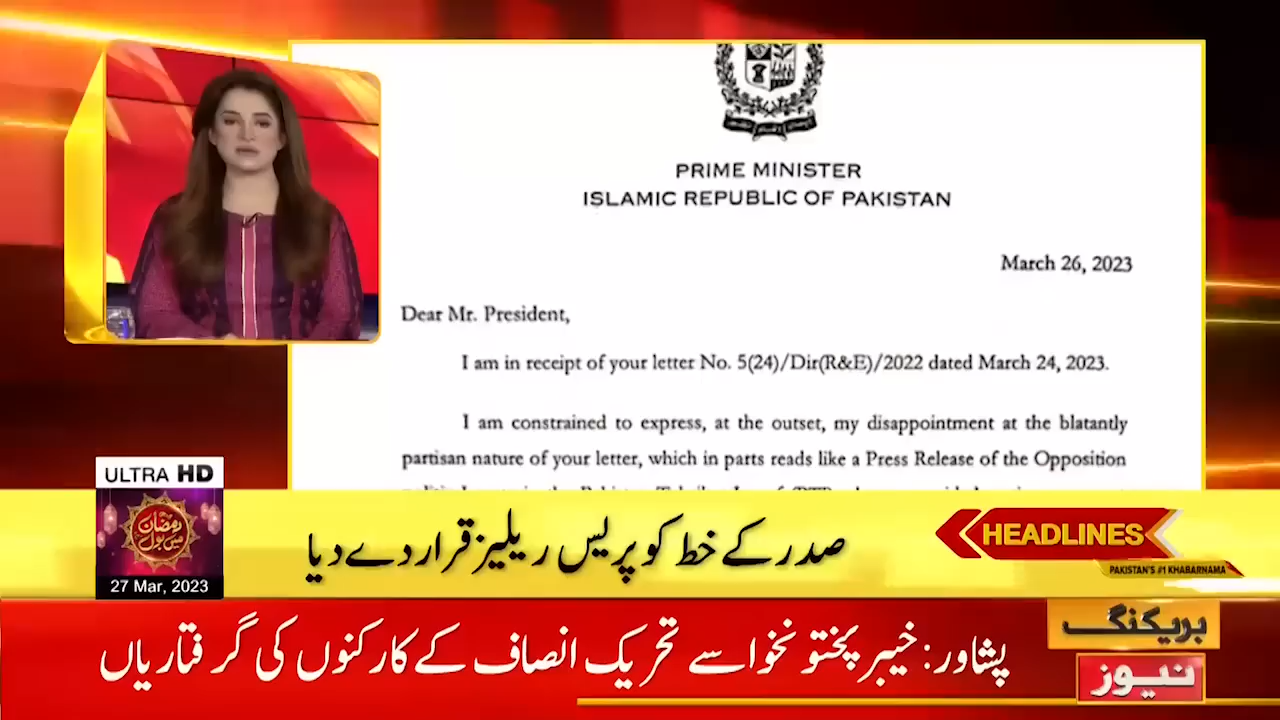 PRIME MINISTER
ISLAMIC REPUBLIC OF PAKISTAN
March 26, 2023
Dear Mr. President,
I am in receipt of your letter No. 5(24)/Dir(R&E)/2022 dated March 24, 2023.
I am constrained to express, at the outset, my disappointment at the blatantly
partisan nature of your letter, which in parts reads like a Press Release of the Opposition
ULTRA HD
رمضان
میں بول
27 Mar, 2023
صدر کے خط کو پریس ریلیز قرار دے دیا
HEADLINES
PAKISTAN'S #1 KHABARNAMA
بریکنگ
نیوز
پشاور: خیبر پختونخوا سے تحریک انصاف کے کارکنوں کی گرفتاریاں